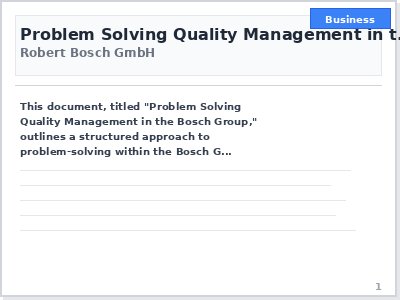 Business
Problem Solving Quality Management in t.
Robert Bosch GmbH
This document, titled "Problem Solving
Quality Management in the Bosch Group,"
outlines a structured approach to
problem-solving within the Bosch G...
1